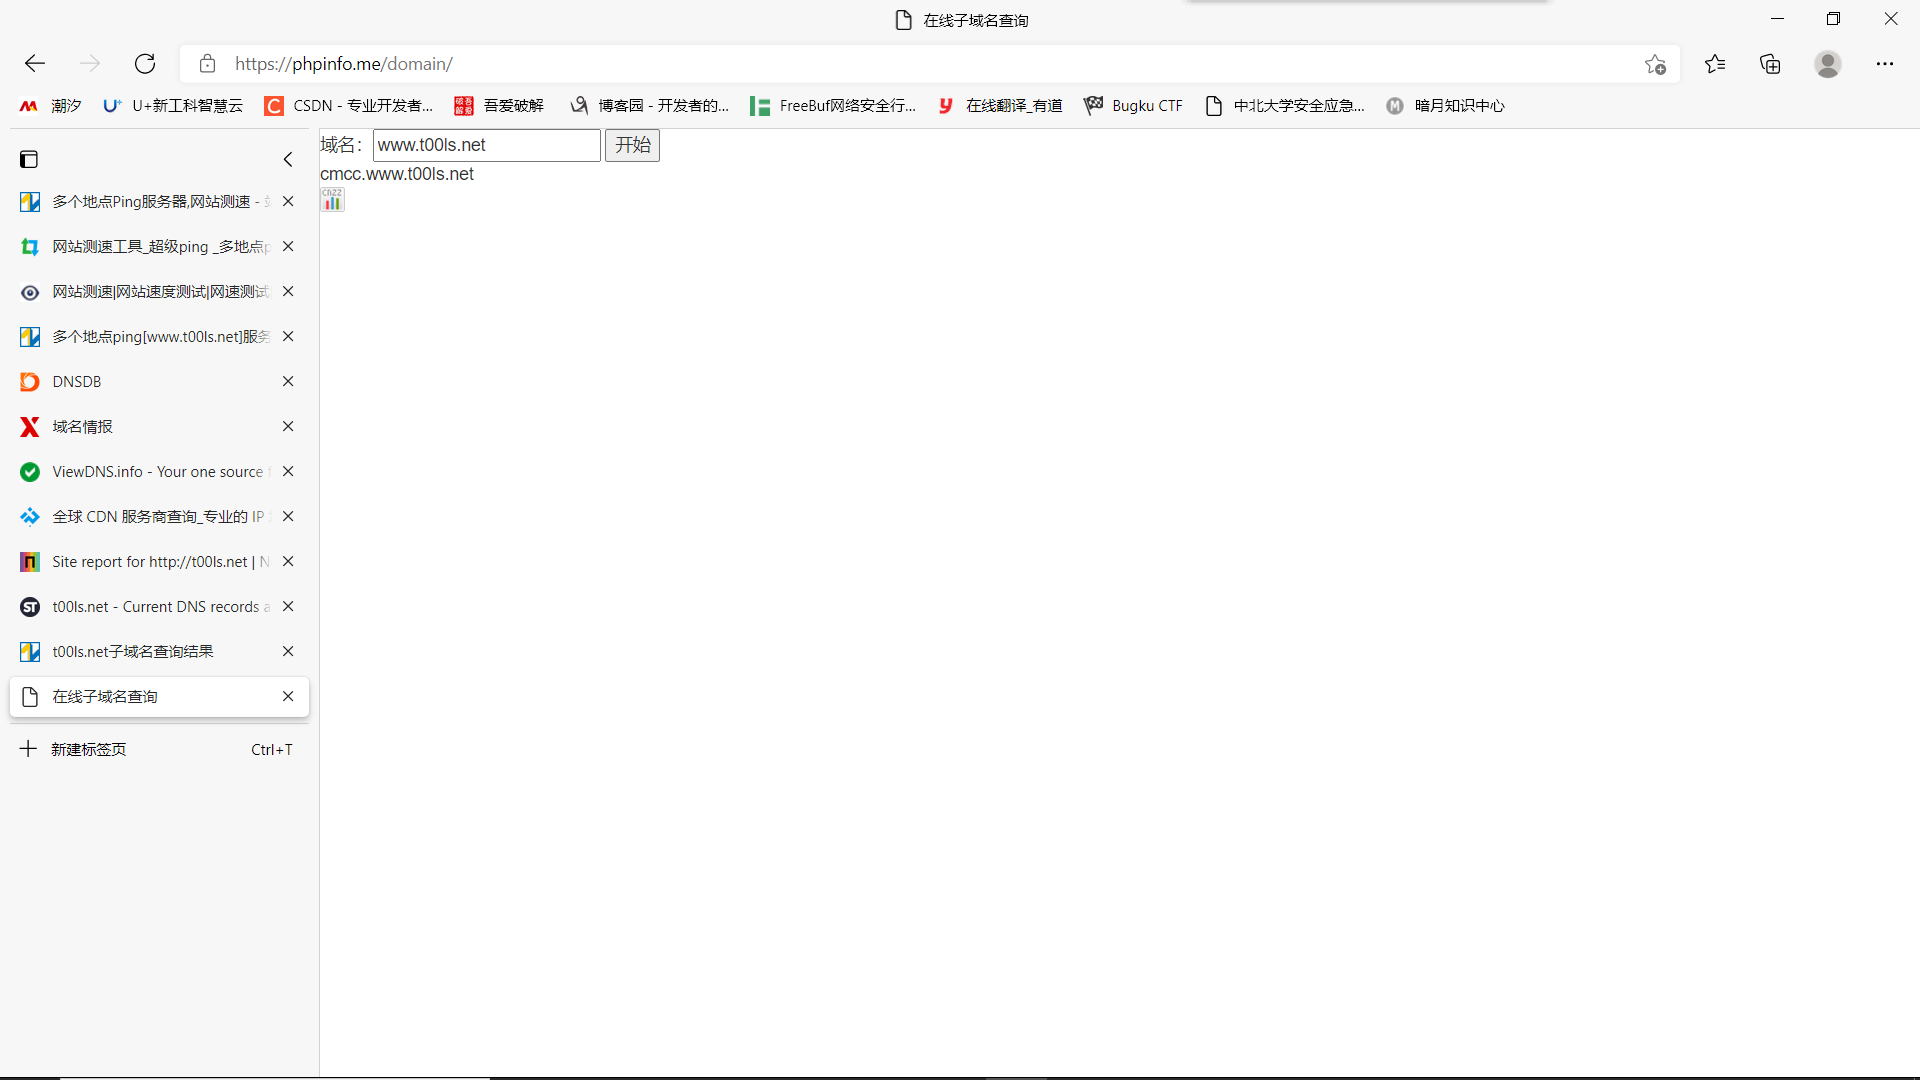 在线子域名查询
https://phpinfo.me/domain/
潮汐 U+新工科智慧云 CSDN - 专业开发者... 吾爱破解 博客园 - 开发者的... FreeBuf网络安全行... 在线翻译_有道 Bugku CTF 中北大学安全应急... 暗月知识中心
域名： www.t00ls.net 开始
cmcc.www.t00ls.net
cnzz
多个地点Ping服务器,网站测速 -
网站测速工具_超级ping _多地点p
网站测速|网站速度测试|网速测试
多个地点ping[www.t00ls.net]服务
DNSDB
域名情报
ViewDNS.info - Your one source
全球 CDN 服务商查询_专业的 IP
Site report for http://t00ls.net | N
t00ls.net - Current DNS records a
t00ls.net子域名查询结果
在线子域名查询
新建标签页 Ctrl+T